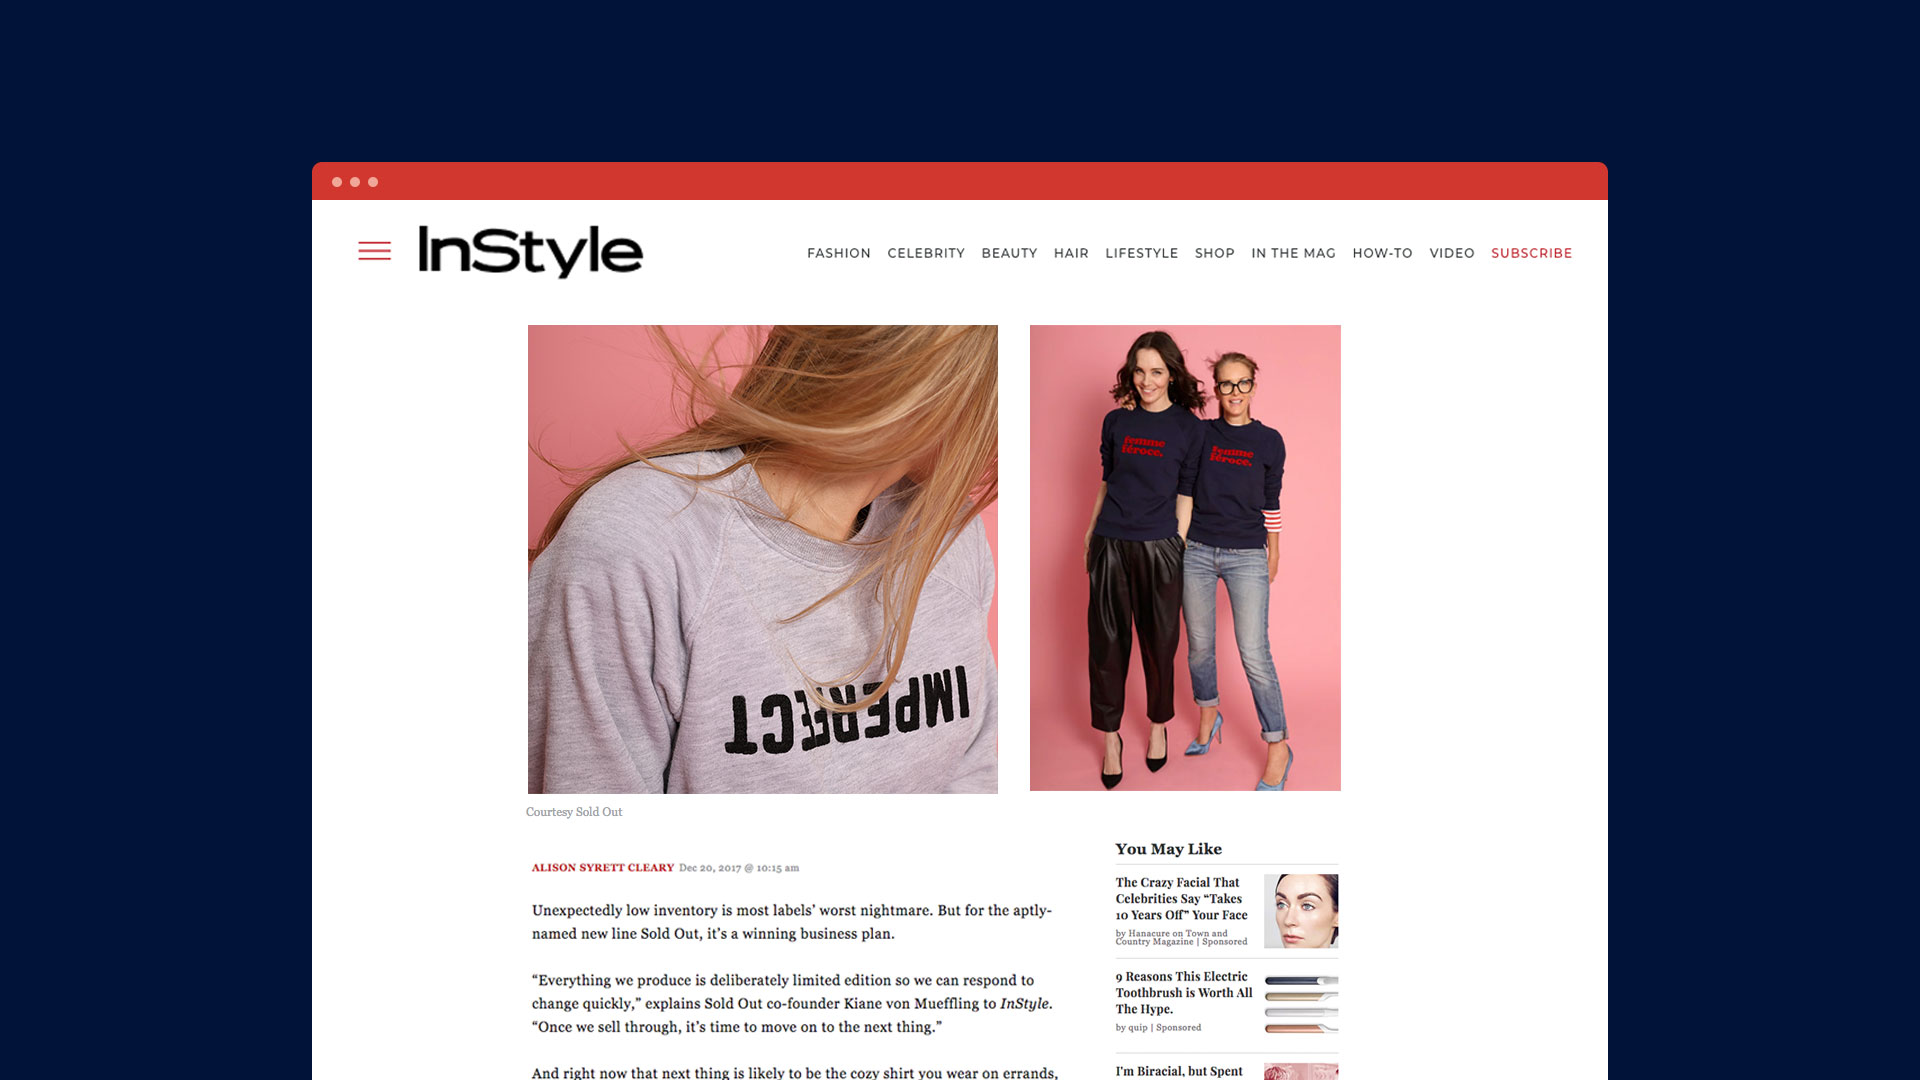 InStyle
FASHION CELEBRITY BEAUTY HAIR LIFESTYLE SHOP IN THE MAG HOW-TO VIDEO SUBSCRIBE
IMPERFECT
femme
féroce.
femme
féroce.
Courtesy Sold Out
ALISON SYRETT CLEARY Dec 20, 2017 @ 10:15 am
Unexpectedly low inventory is most labels’ worst nightmare. But for the aptly-
named new line Sold Out, it’s a winning business plan.
“Everything we produce is deliberately limited edition so we can respond to
change quickly,” explains Sold Out co-founder Kiane von Mueffling to InStyle.
“Once we sell through, it’s time to move on to the next thing.”
And right now that next thing is likely to be the cozy shirt you wear on errands,
You May Like
The Crazy Facial That
Celebrities Say “Takes
10 Years Off” Your Face
by Hanacure on Town and
Country Magazine | Sponsored
9 Reasons This Electric
Toothbrush is Worth All
The Hype.
by quip | Sponsored
I’m Biracial, but Spent